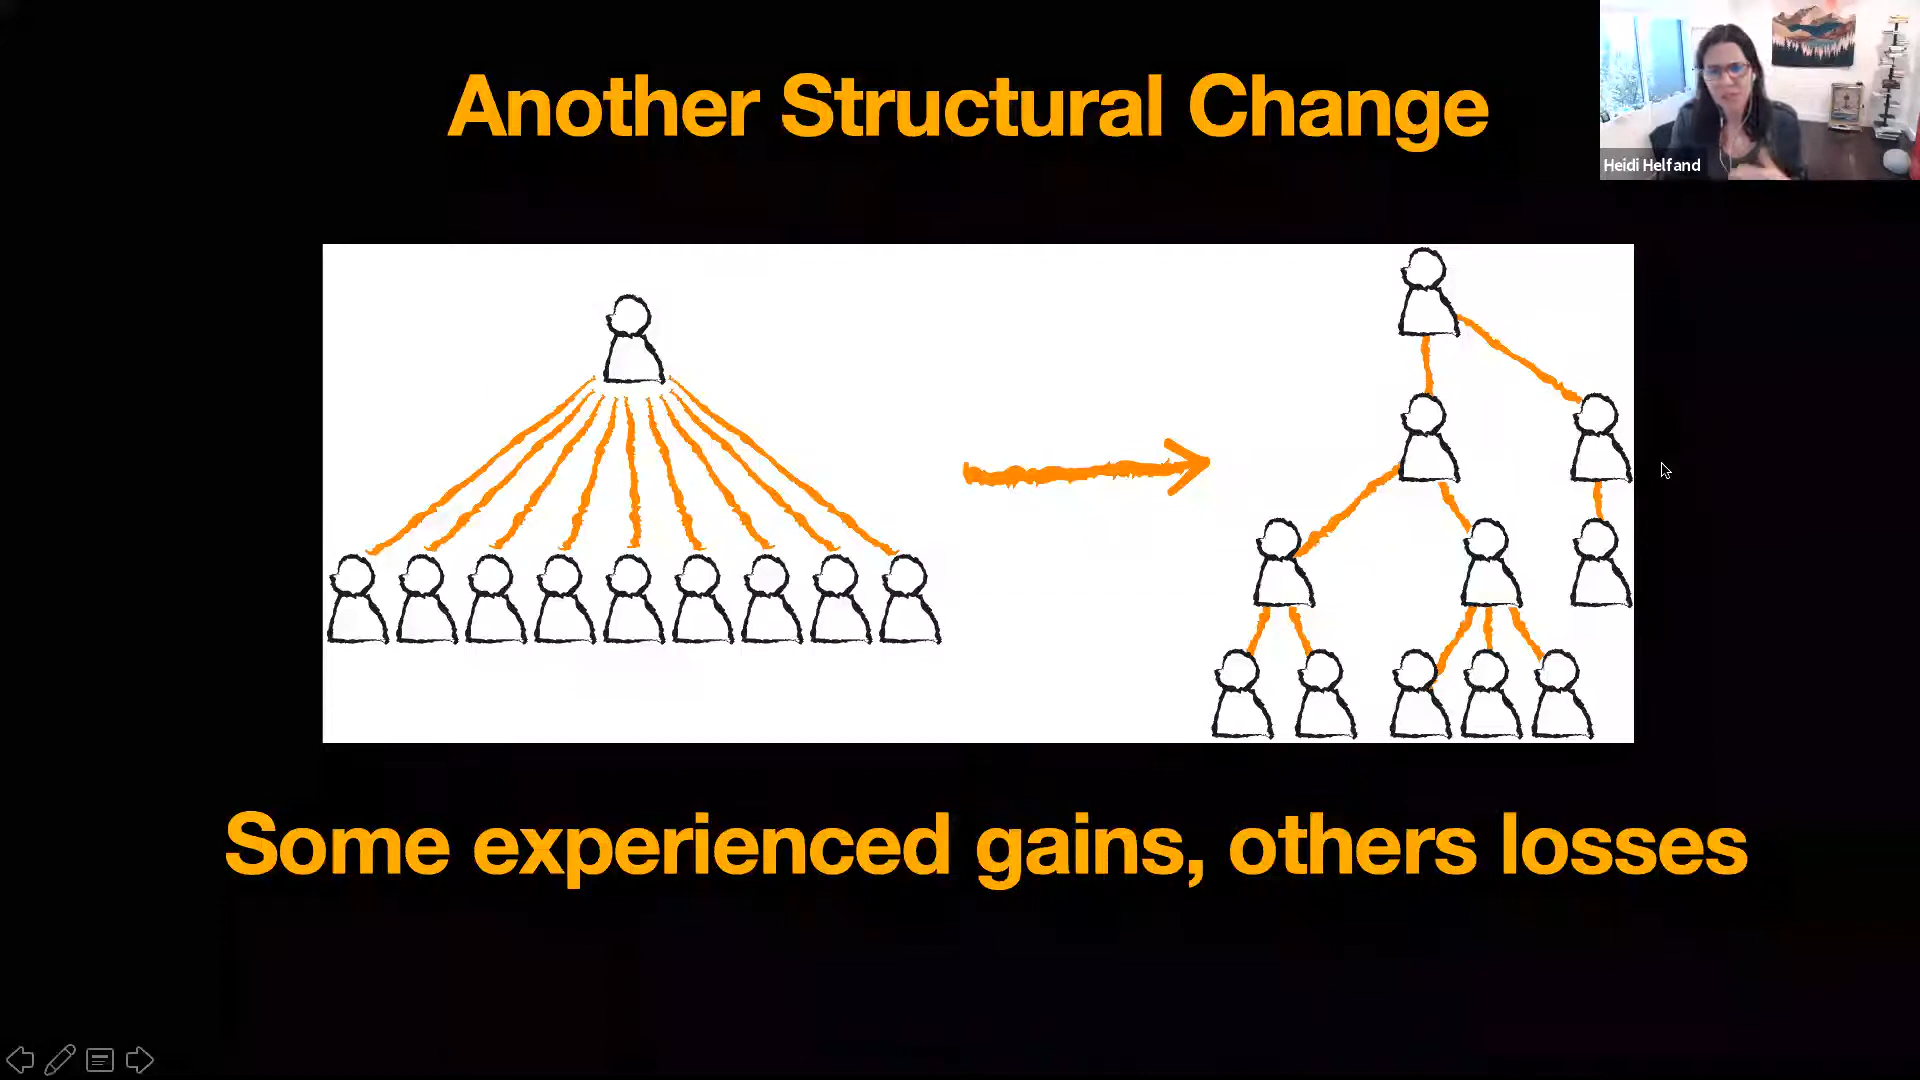 Another Structural Change
Heidi Helfand
Some experienced gains, others losses